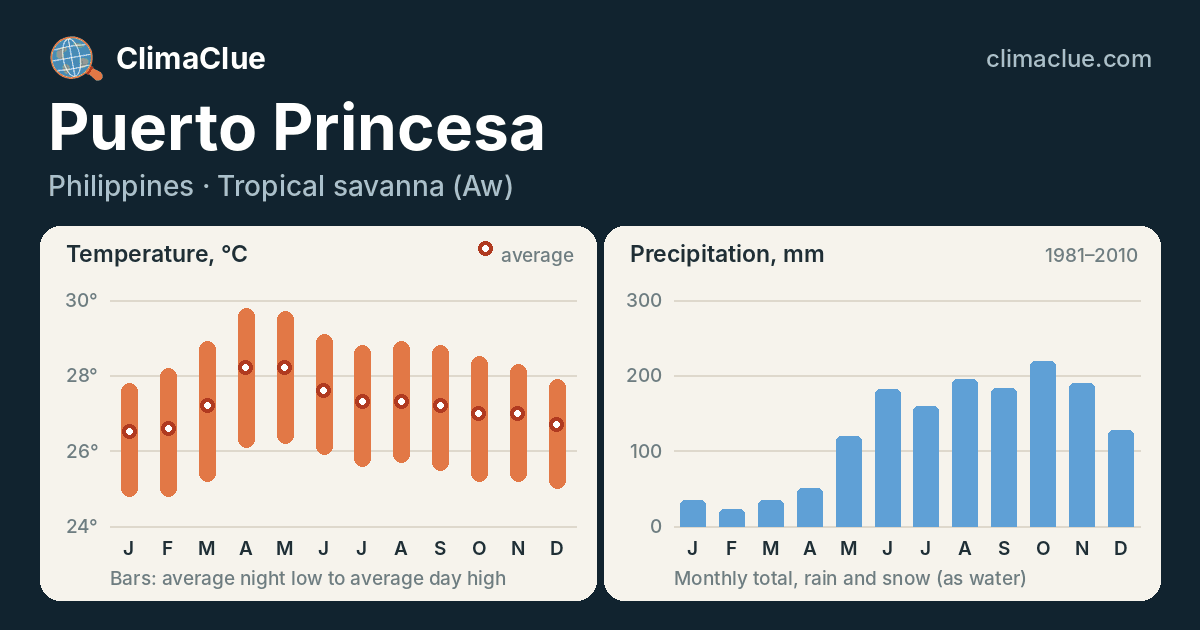 ClimaClue
climaclue.com
Puerto Princesa
Philippines · Tropical savanna (Aw)
Temperature, °C
average
30°
28°
26°
24°
J F M A M J J A S O N D
Bars: average night low to average day high
Precipitation, mm
1981–2010
300
200
100
0
J F M A M J J A S O N D
Monthly total, rain and snow (as water)